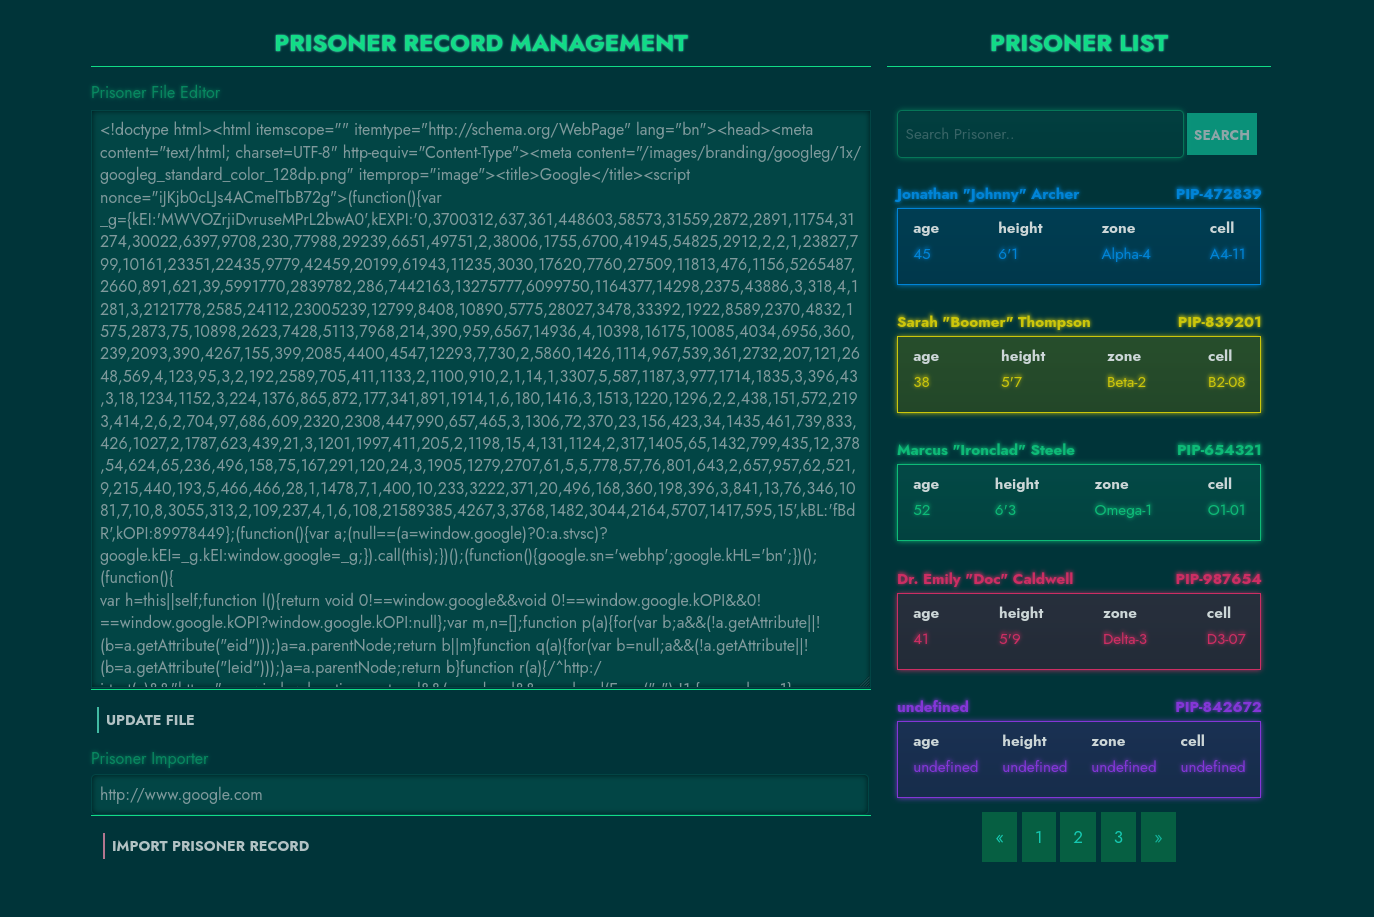 PRISONER RECORD MANAGEMENT
Prisoner File Editor
<!doctype html><html itemscope="" itemtype="http://schema.org/WebPage" lang="bn"><head><meta
content="text/html; charset=UTF-8" http-equiv="Content-Type"><meta content="/images/branding/googleg/1x/
googleg_standard_color_128dp.png" itemprop="image"><title>Google</title><script
nonce="iJKjb0cLJs4ACmelTbB72g">(function(){var
_g={kEI:'MWVOZrjiDvruseMPrL2bwA0',kEXPI:'0,3700312,637,361,448603,58573,31559,2872,2891,11754,31
274,30022,6397,9708,230,77988,29239,6651,49751,2,38006,1755,6700,41945,54825,2912,2,2,1,23827,7
99,10161,23351,22435,9779,42459,20199,61943,11235,3030,17620,7760,27509,11813,476,1156,5265487,
2660,891,621,39,5991770,2839782,286,7442163,13275777,6099750,1164377,14298,2375,43886,3,318,4,1
281,3,2121778,2585,24112,23005239,12799,8408,10890,5775,28027,3478,33392,1922,8589,2370,4832,1
575,2873,75,10898,2623,7428,5113,7968,214,390,959,6567,14936,4,10398,16175,10085,4034,6956,360,
239,2093,390,4267,155,399,2085,4400,4547,12293,7,730,2,5860,1426,1114,967,539,361,2732,207,121,26
48,569,4,123,95,3,2,192,2589,705,411,1133,2,1100,910,2,1,14,1,3307,5,587,1187,3,977,1714,1835,3,396,43
,3,18,1234,1152,3,224,1376,865,872,177,341,891,1914,1,6,180,1416,3,1513,1220,1296,2,2,438,151,572,219
3,414,2,6,2,704,97,686,609,2320,2308,447,990,657,465,3,1306,72,370,23,156,423,34,1435,461,739,833,
426,1027,2,1787,623,439,21,3,1201,1997,411,205,2,1198,15,4,131,1124,2,317,1405,65,1432,799,435,12,378
,54,624,65,236,496,158,75,167,291,120,24,3,1905,1279,2707,61,5,5,778,57,76,801,643,2,657,957,62,521,
9,215,440,193,5,466,466,28,1,1478,7,1,400,10,233,3222,371,20,496,168,360,198,396,3,841,13,76,346,10
81,7,10,8,3055,313,2,109,237,4,1,6,108,21589385,4267,3,3768,1482,3044,2164,5707,1417,595,15',kBL:'fBd
R',kOPI:89978449};(function(){var a;(null==(a=window.google)?0:a.stvsc)?
google.kEI=_g.kEI:window.google=_g;}).call(this);})();(function(){google.sn='webhp';google.kHL='bn';})();
(function(){
var h=this||self;function l(){return void 0!==window.google&&void 0!==window.google.kOPI&&0!
==window.google.kOPI?window.google.kOPI:null};var m,n=[];function p(a){for(var b;a&&(!a.getAttribute||!
(b=a.getAttribute("eid")));)a=a.parentNode;return b||m}function q(a){for(var b=null;a&&(!a.getAttribute||!
(b=a.getAttribute("leid")));)a=a.parentNode;return b}function r(a){/^http:/
UPDATE FILE
Prisoner Importer
http://www.google.com
IMPORT PRISONER RECORD
PRISONER LIST
Search Prisoner..
SEARCH
Jonathan "Johnny" Archer PIP-472839
age height zone cell
45 6'1 Alpha-4 A4-11
Sarah "Boomer" Thompson PIP-839201
age height zone cell
38 5'7 Beta-2 B2-08
Marcus "Ironclad" Steele PIP-654321
age height zone cell
52 6'3 Omega-1 O1-01
Dr. Emily "Doc" Caldwell PIP-987654
age height zone cell
41 5'9 Delta-3 D3-07
undefined PIP-842672
age height zone cell
undefined undefined undefined undefined
« 1 2 3 »